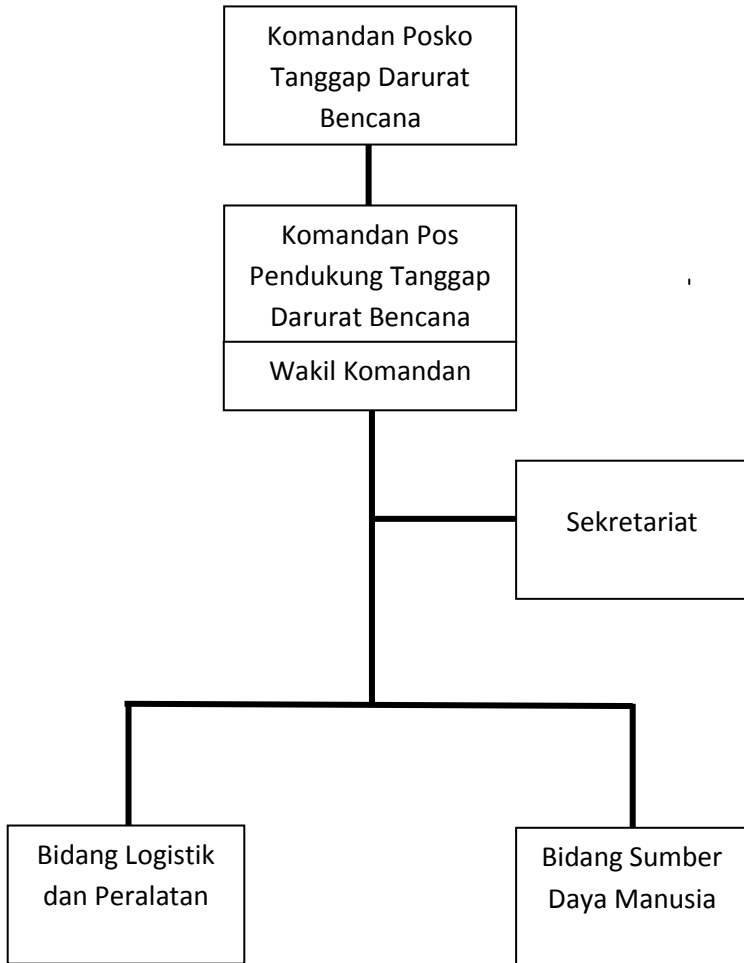 Komandan Posko
Tanggap Darurat
Bencana
Komandan Pos
Pendukung Tanggap
Darurat Bencana
Wakil Komandan
Sekretariat
Bidang Logistik
dan Peralatan
Bidang Sumber
Daya Manusia